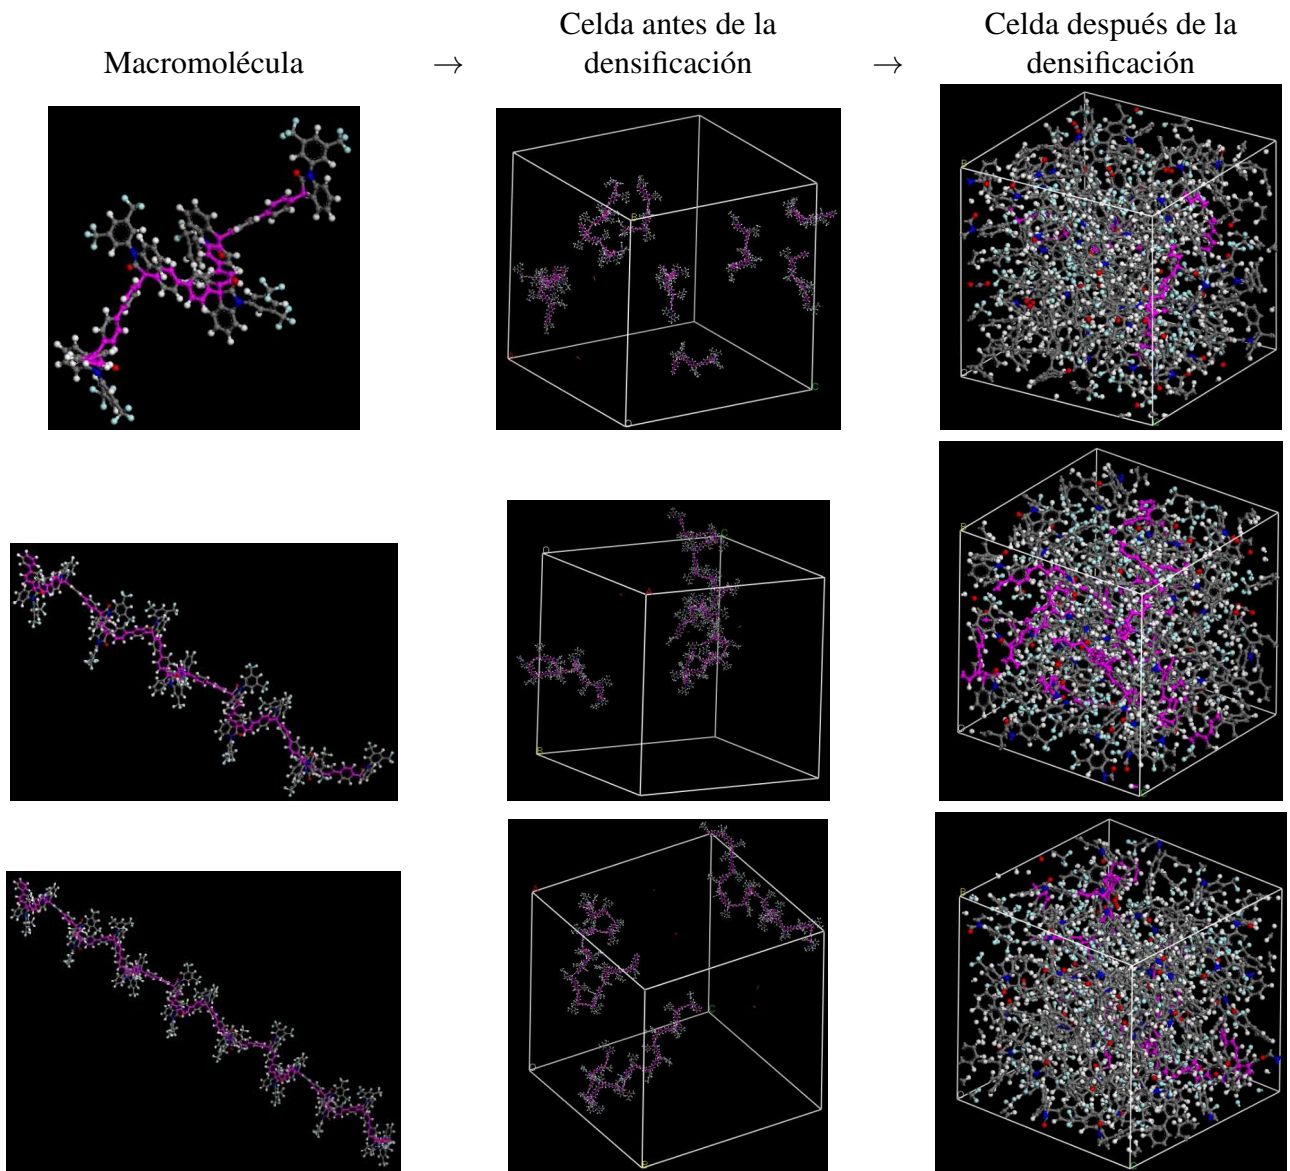 Macromolécula
→
Celda antes de la
densificación
→
Celda después de la
densificación